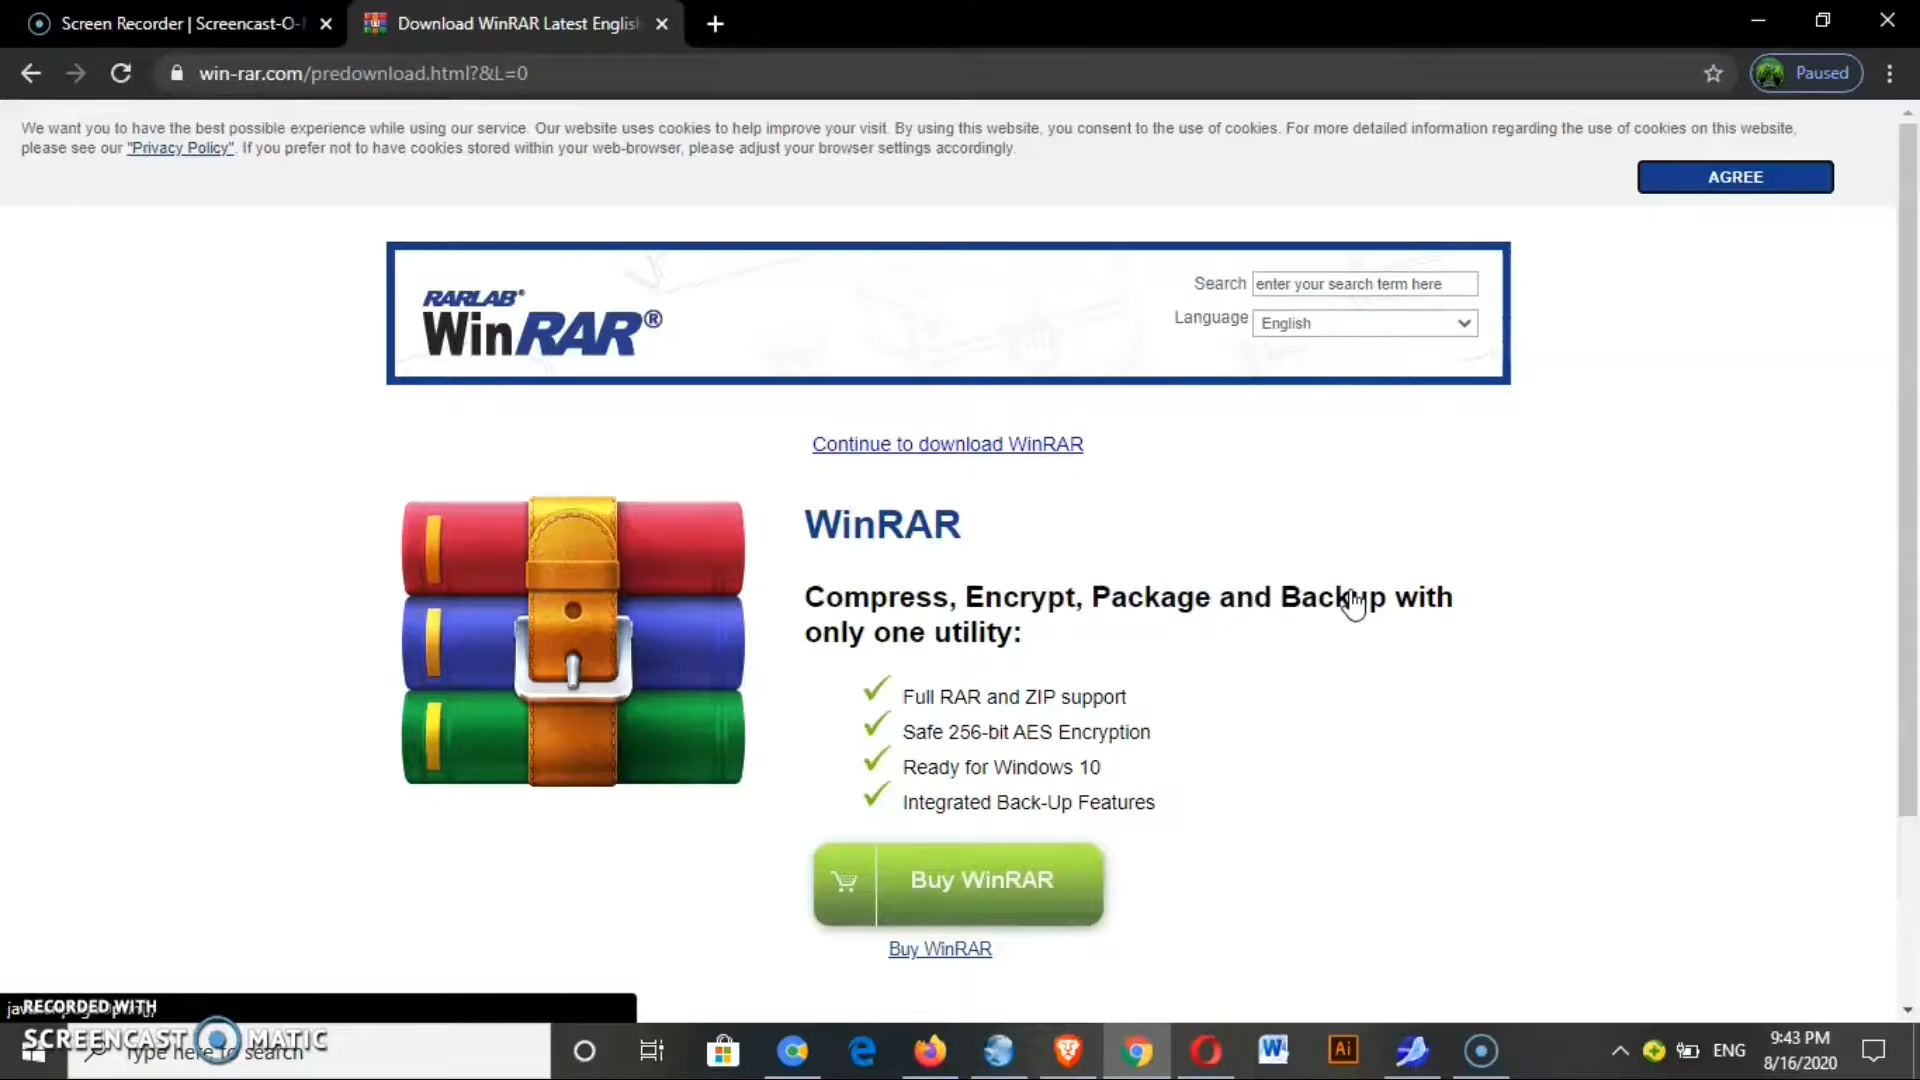 Screen Recorder | Screencast-O-
Download WinRAR Latest English
win-rar.com/predownload.html?&L=0
Paused
We want you to have the best possible experience while using our service. Our website uses cookies to help improve your visit. By using this website, you consent to the use of cookies. For more detailed information regarding the use of cookies on this website,
please see our "Privacy Policy". If you prefer not to have cookies stored within your web-browser, please adjust your browser settings accordingly.
AGREE
RARLAB®
WinRAR®
Search enter your search term here
Language English
Continue to download WinRAR
WinRAR
Compress, Encrypt, Package and Backup with
only one utility:
Full RAR and ZIP support
Safe 256-bit AES Encryption
Ready for Windows 10
Integrated Back-Up Features
Buy WinRAR
Buy WinRAR
RECORDED WITH
SCREENCAST MATIC
Type here to search
W
Ai
ENG
9:43 PM
8/16/2020